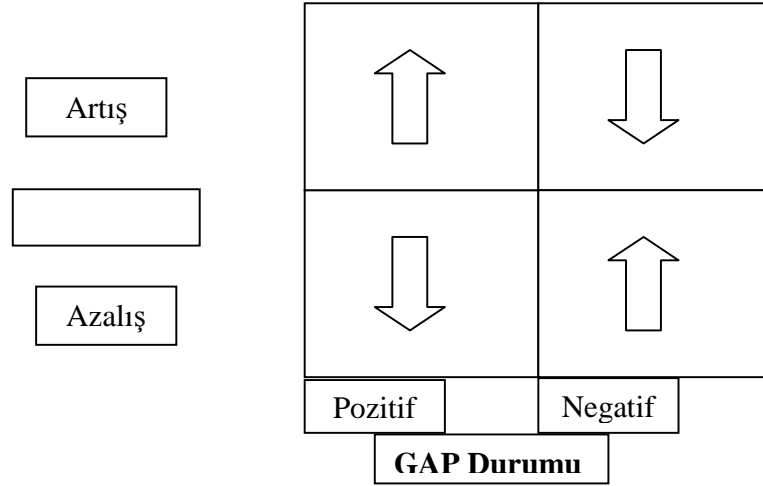 Artış
Azalış
Pozitif
Negatif
GAP Durumu